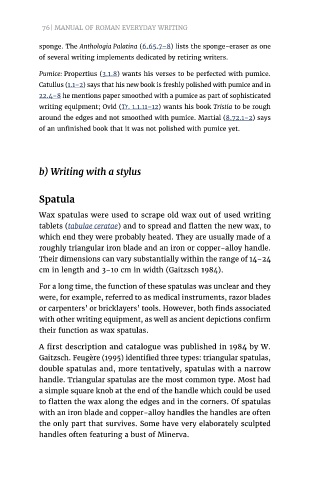 76| MANUAL OF ROMAN EVERYDAY WRITING
sponge. The Anthologia Palatina (6.65.7–8) lists the sponge-eraser as one
of several writing implements dedicated by retiring writers.
Pumice: Propertius (3.1.8) wants his verses to be perfected with pumice.
Catullus (1.1–2) says that his new book is freshly polished with pumice and in
22.4–8 he mentions paper smoothed with a pumice as part of sophisticated
writing equipment; Ovid (Tr. 1.1.11–12) wants his book Tristia to be rough
around the edges and not smoothed with pumice. Martial (8.72.1–2) says
of an unfinished book that it was not polished with pumice yet.
b) Writing with a stylus
Spatula
Wax spatulas were used to scrape old wax out of used writing
tablets (tabulae ceratae) and to spread and flatten the new wax, to
which end they were probably heated. They are usually made of a
roughly triangular iron blade and an iron or copper-alloy handle.
Their dimensions can vary substantially within the range of 14–24
cm in length and 3–10 cm in width (Gaitzsch 1984).
For a long time, the function of these spatulas was unclear and they
were, for example, referred to as medical instruments, razor blades
or carpenters' or bricklayers' tools. However, both finds associated
with other writing equipment, as well as ancient depictions confirm
their function as wax spatulas.
A first description and catalogue was published in 1984 by W.
Gaitzsch. Feugère (1995) identified three types: triangular spatulas,
double spatulas and, more tentatively, spatulas with a narrow
handle. Triangular spatulas are the most common type. Most had
a simple square knob at the end of the handle which could be used
to flatten the wax along the edges and in the corners. Of spatulas
with an iron blade and copper-alloy handles the handles are often
the only part that survives. Some have very elaborately sculpted
handles often featuring a bust of Minerva.